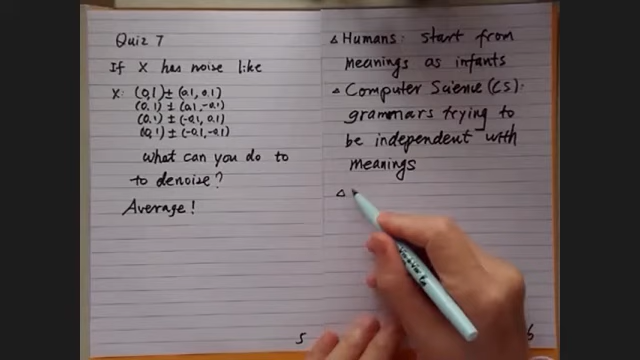 Quiz 7
If X has noise like
X: (0,1) ± (0.1, 0.1)
(0,1) ± (0.1, -0.1)
(0,1) ± (-0.1, 0.1)
(0,1) ± (-0.1, -0.1)
What can you do to
to denoize?
Average!
5
△ Humans: start from
meanings as infants
△ Computer Science (CS):
grammars trying to
be independent with
meanings
△
6